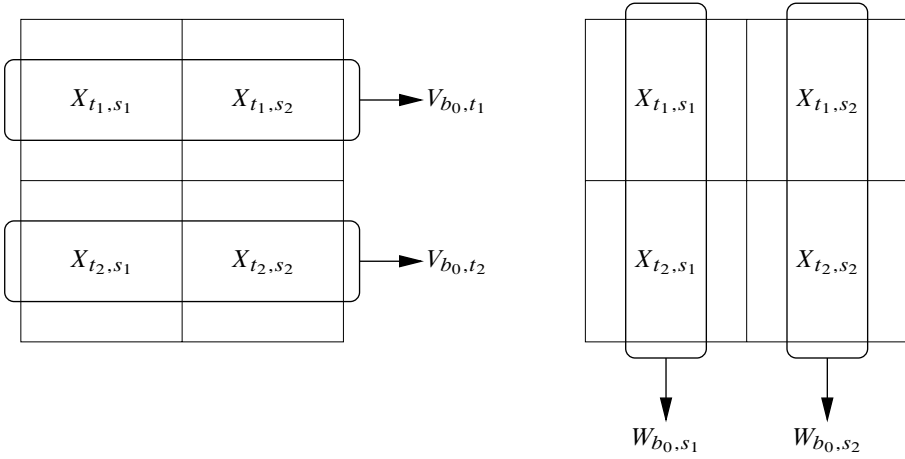 X_{t_1,s_1} X_{t_1,s_2} V_{b_0,t_1}
X_{t_2,s_1} X_{t_2,s_2} V_{b_0,t_2}
X_{t_1,s_1} X_{t_1,s_2}
X_{t_2,s_1} X_{t_2,s_2}
W_{b_0,s_1} W_{b_0,s_2}